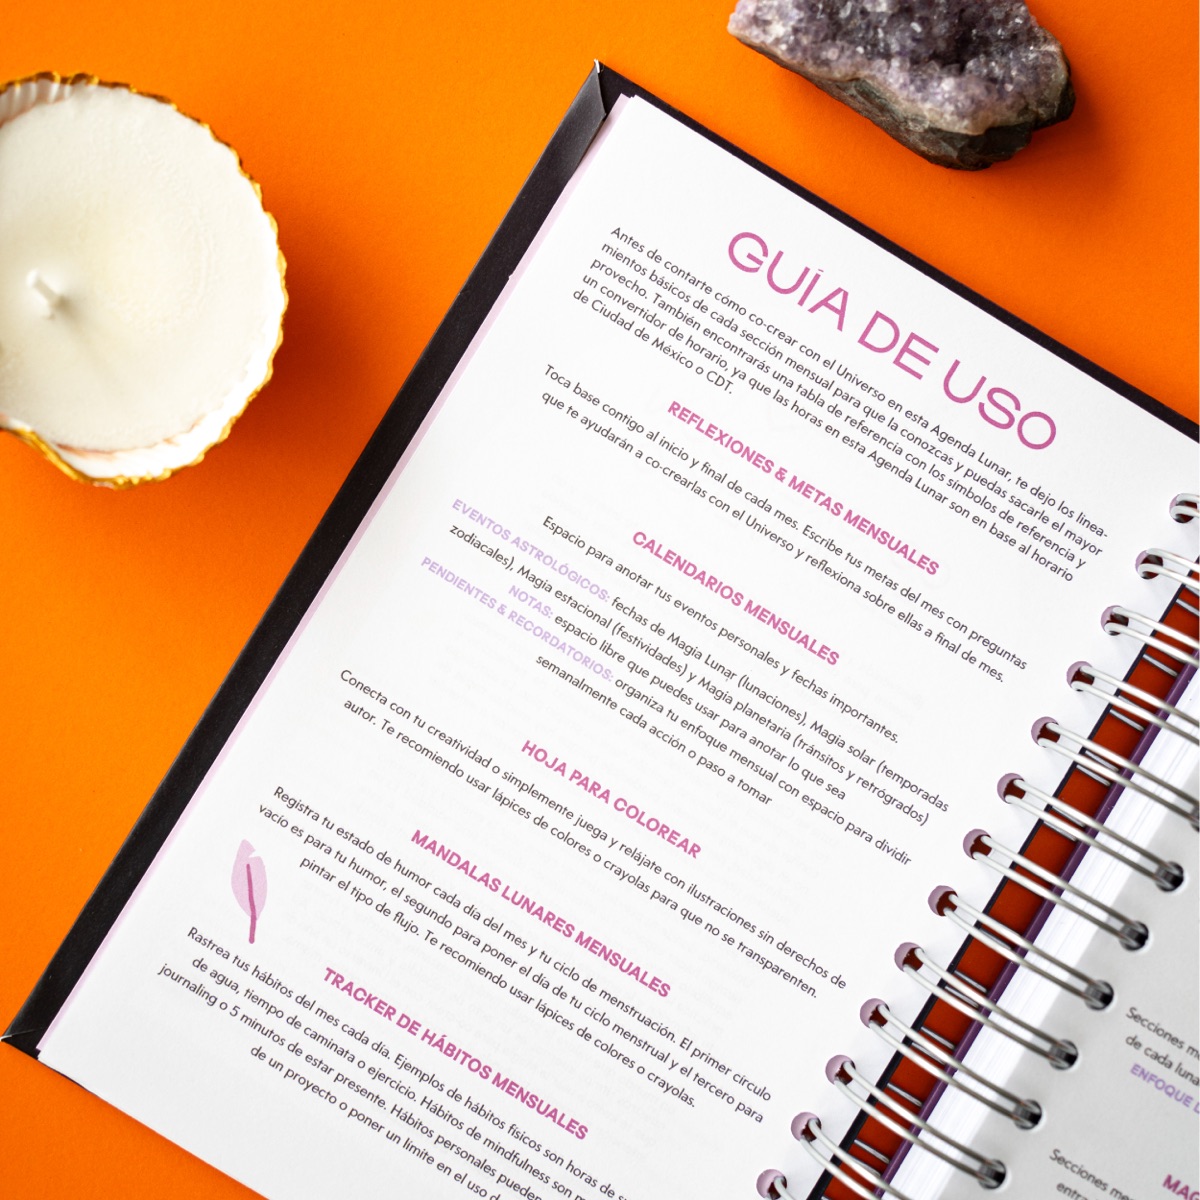 GUÍA DE USO
Antes de contarte cómo co-crear con el Universo en esta Agenda Lunar, te dejo los linea-
mientos básicos de cada sección mensual para que la conozcas y puedas sacarle el mayor
provecho. También encontrarás una tabla de referencia con los símbolos de referencia y
un convertidor de horario, ya que las horas en esta Agenda Lunar son en base al horario
de Ciudad de México o CDT.
REFLEXIONES & METAS MENSUALES
Toca base contigo al inicio y final de cada mes. Escribe tus metas del mes con preguntas
que te ayudarán a co-crearlas con el Universo y reflexiona sobre ellas a final de mes.
CALENDARIOS MENSUALES
Espacio para anotar tus eventos personales y fechas importantes.
EVENTOS ASTROLÓGICOS: fechas de Magia Lunar (lunaciones), Magia solar (temporadas
zodiacales), Magia estacional (festividades) y Magia planetaria (tránsitos y retrógrados)
NOTAS: espacio libre que puedes usar para anotar lo que sea
PENDIENTES & RECORDATORIOS: organiza tu enfoque mensual con espacio para dividir
semanalmente cada acción o paso a tomar
HOJA PARA COLOREAR
Conecta con tu creatividad o simplemente juega y relájate con ilustraciones sin derechos de
autor. Te recomiendo usar lápices de colores o crayolas para que no se transparenten.
MANDALAS LUNARES MENSUALES
Registra tu estado de humor cada día del mes y tu ciclo de menstruación. El primer círculo
vacío es para tu humor, el segundo para poner el día de tu ciclo menstrual y el tercero para
pintar el tipo de flujo. Te recomiendo usar lápices de colores o crayolas.
TRACKER DE HÁBITOS MENSUALES
Rastrea tus hábitos del mes cada día. Ejemplos de hábitos físicos son horas de
de agua, tiempo de caminata o ejercicio. Hábitos de mindfulness son
journaling o 5 minutos de estar presente. Hábitos personales pueden
de un proyecto o poner un límite en el uso
Secciones
de cada
ENFOQUE
Secciones